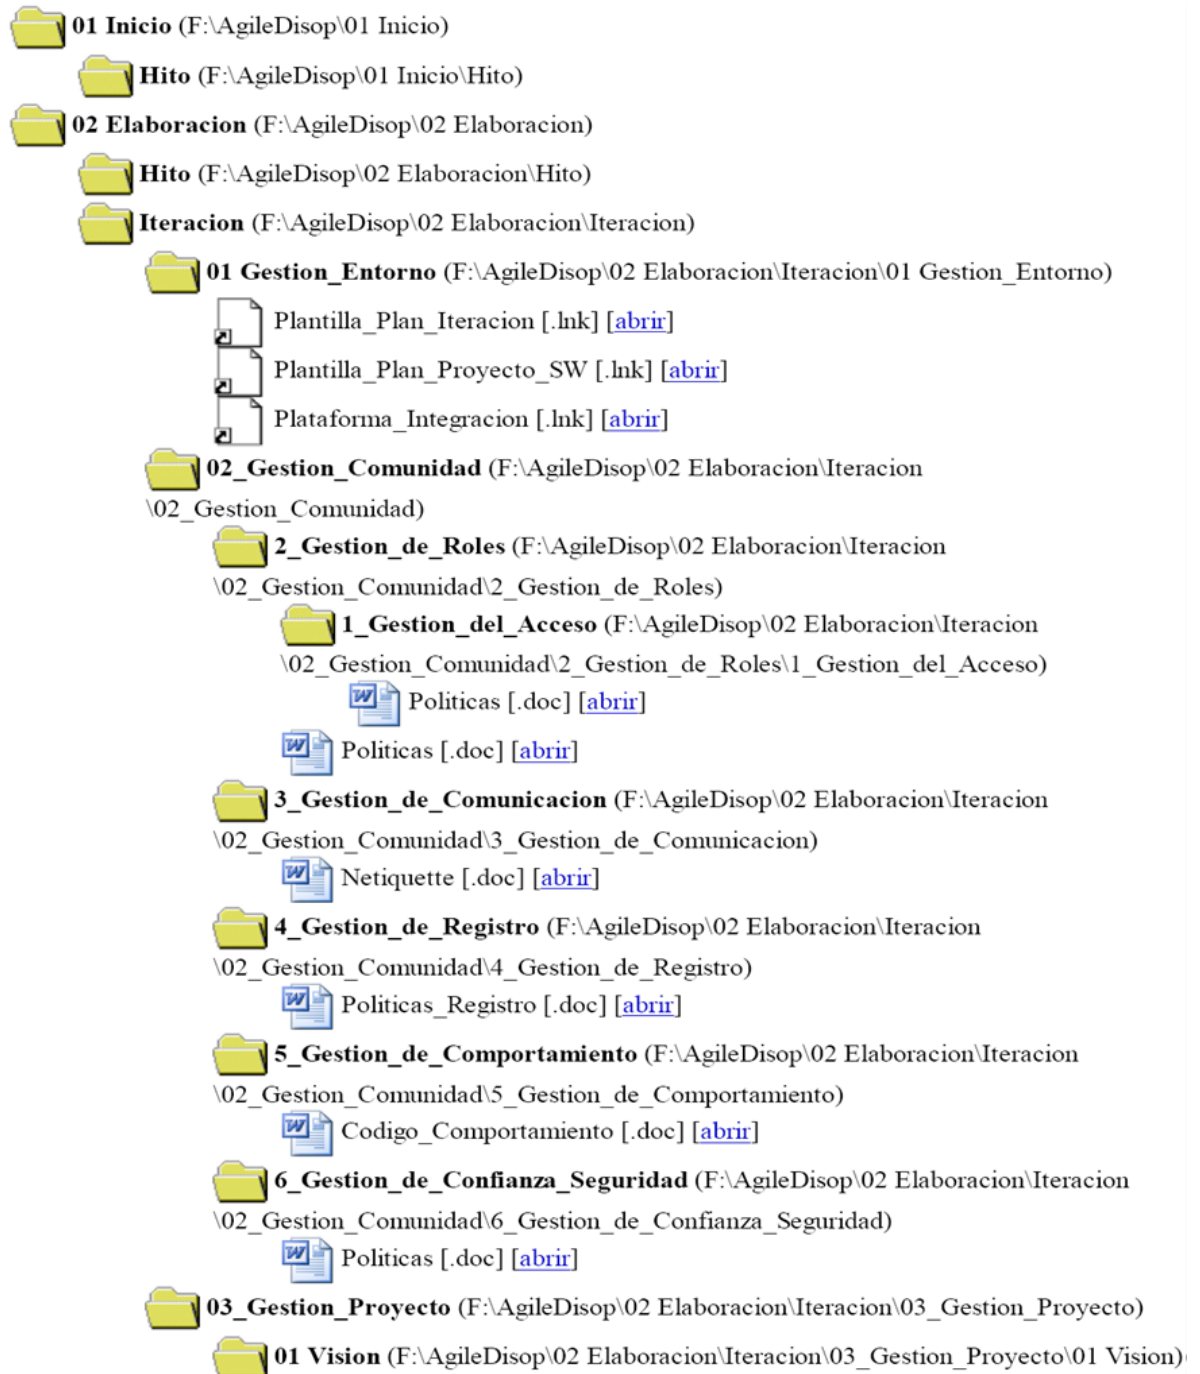 01 Inicio (F:\AgileDisop\01 Inicio)
Hito (F:\AgileDisop\01 Inicio\Hito)
02 Elaboracion (F:\AgileDisop\02 Elaboracion)
Hito (F:\AgileDisop\02 Elaboracion\Hito)
Iteracion (F:\AgileDisop\02 Elaboracion\Iteracion)
01 Gestion_Entorno (F:\AgileDisop\02 Elaboracion\Iteracion\01 Gestion_Entorno)
Plantilla_Plan_Iteracion [.lnk] [abrir]
Plantilla_Plan_Proyecto_SW [.lnk] [abrir]
Plataforma_Integracion [.lnk] [abrir]
02_Gestion_Comunidad (F:\AgileDisop\02 Elaboracion\Iteracion
\02_Gestion_Comunidad)
2_Gestion_de_Roles (F:\AgileDisop\02 Elaboracion\Iteracion
\02_Gestion_Comunidad\2_Gestion_de_Roles)
1_Gestion_del_Acceso (F:\AgileDisop\02 Elaboracion\Iteracion
\02_Gestion_Comunidad\2_Gestion_de_Roles\1_Gestion_del_Acceso)
Politicas [.doc] [abrir]
Politicas [.doc] [abrir]
3_Gestion_de_Comunicacion (F:\AgileDisop\02 Elaboracion\Iteracion
\02_Gestion_Comunidad\3_Gestion_de_Comunicacion)
Netiquette [.doc] [abrir]
4_Gestion_de_Registro (F:\AgileDisop\02 Elaboracion\Iteracion
\02_Gestion_Comunidad\4_Gestion_de_Registro)
Politicas_Registro [.doc] [abrir]
5_Gestion_de_Comportamiento (F:\AgileDisop\02 Elaboracion\Iteracion
\02_Gestion_Comunidad\5_Gestion_de_Comportamiento)
Codigo_Comportamiento [.doc] [abrir]
6_Gestion_de_Confianza_Seguridad (F:\AgileDisop\02 Elaboracion\Iteracion
\02_Gestion_Comunidad\6_Gestion_de_Confianza_Seguridad)
Politicas [.doc] [abrir]
03_Gestion_Proyecto (F:\AgileDisop\02 Elaboracion\Iteracion\03_Gestion_Proyecto)
01 Vision (F:\AgileDisop\02 Elaboracion\Iteracion\03_Gestion_Proyecto\01 Vision)